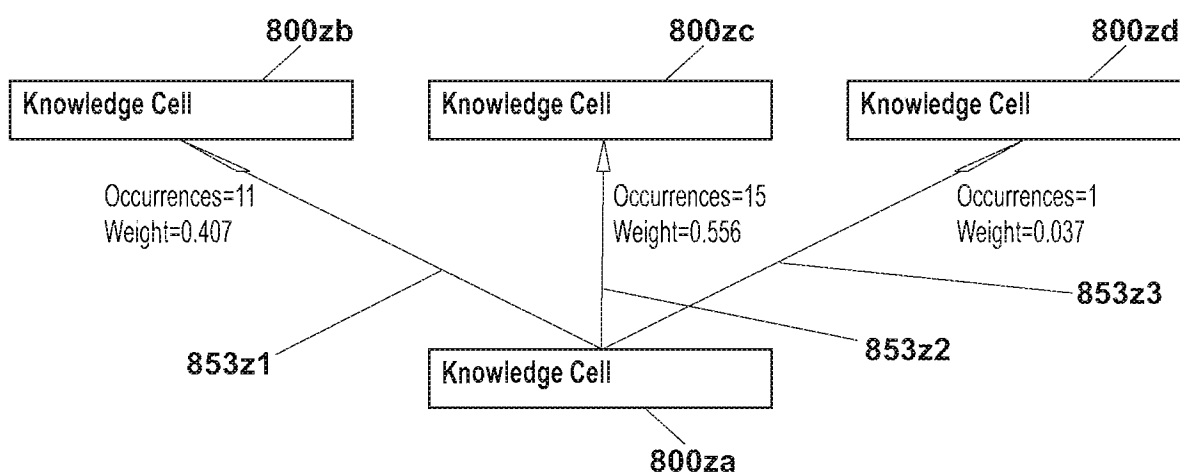 800zb
800zc
800zd
Knowledge Cell
Knowledge Cell
Knowledge Cell
Occurrences=11
Weight=0.407
Occurrences=15
Weight=0.556
Occurrences=1
Weight=0.037
853z3
853z1
853z2
Knowledge Cell
800za